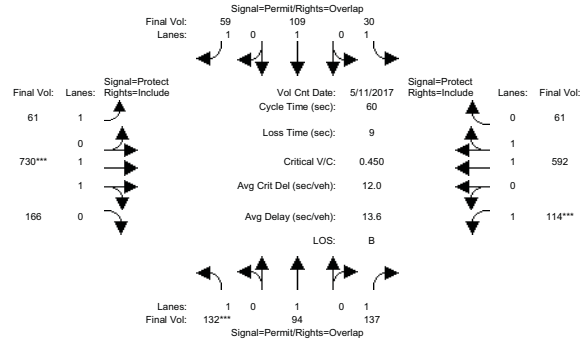 Signal=Permit/Rights=Overlap
Final Vol: 59 109 30
Lanes: 1 0 1 0 1
Signal=Protect Signal=Protect
Final Vol: Lanes: Rights=Include Vol Cnt Date: 5/11/2017 Rights=Include Lanes: Final Vol:
Cycle Time (sec): 60
61 1 0 61
Loss Time (sec): 9
0 1
730*** 1 Critical V/C: 0.450 1 592
1 Avg Crit Del (sec/veh): 12.0 0
166 0 Avg Delay (sec/veh): 13.6 1 114***
LOS: B
Lanes: 1 0 1 0 1
Final Vol: 132*** 94 137
Signal=Permit/Rights=Overlap